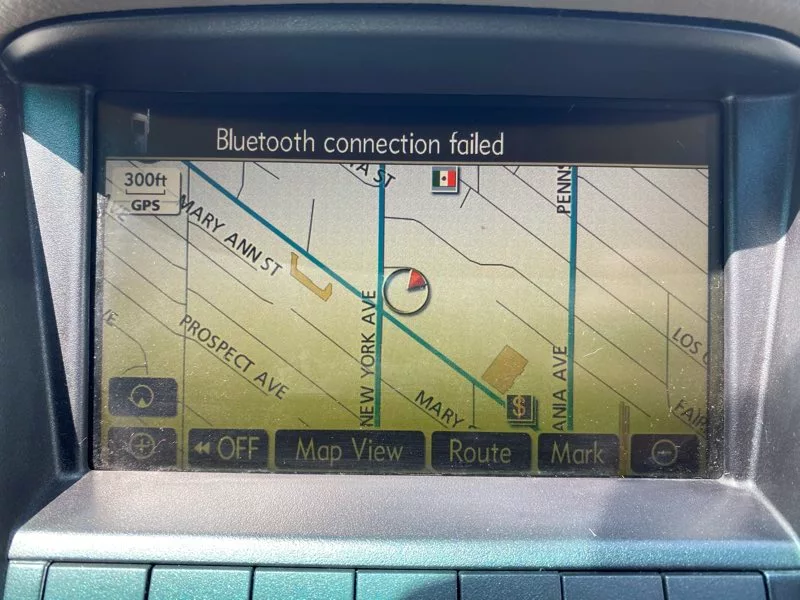 Bluetooth connection failed
300ft
GPS
MARY ANN ST
NEW YORK AVE
PROSPECT AVE
MARY
ANIA AVE
PENNS
LOS
$
OFF
Map View
Route
Mark